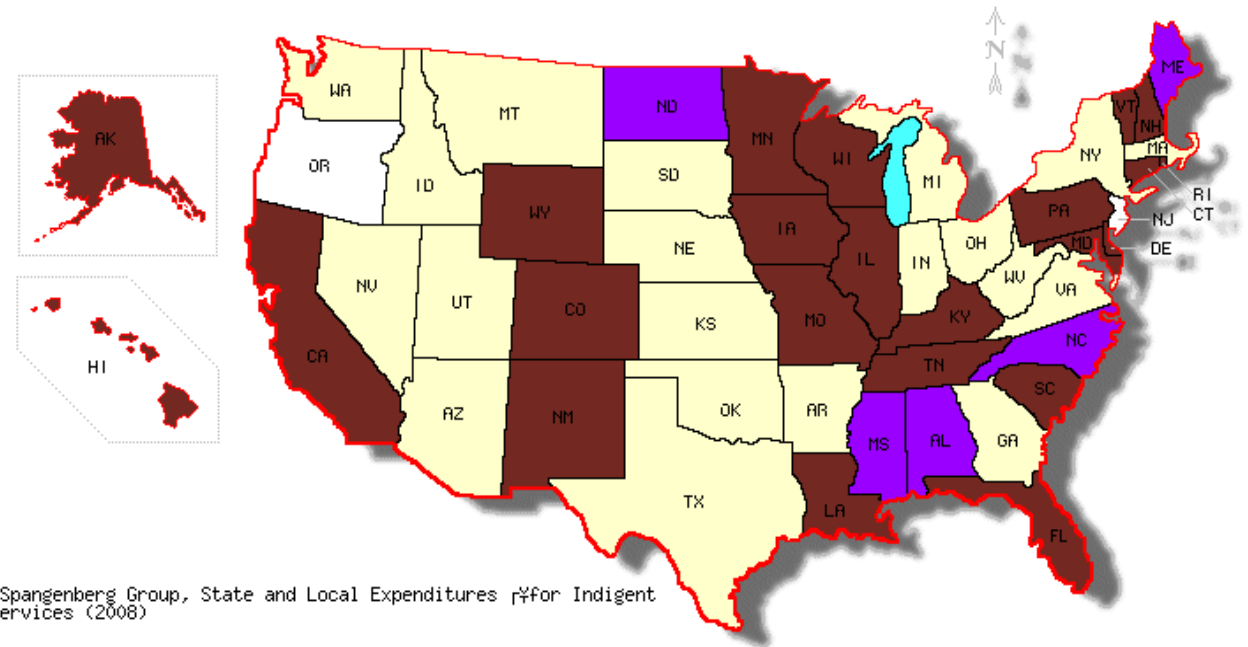 N
ME
WA
MT
ND
VT
NH
AK
MN
MA
OR
WI
NY
ID
SD
MI
RI
WY
PA
CT
NJ
IA
OH
MD
NE
DE
IL
IN
NV
UT
WV
VA
CO
KS
MO
KY
NC
CA
HI
TN
SC
AZ
NM
OK
AR
MS
AL
GA
TX
LA
FL
Spangenberg Group, State and Local Expenditures for Indigent
ervices (2008)